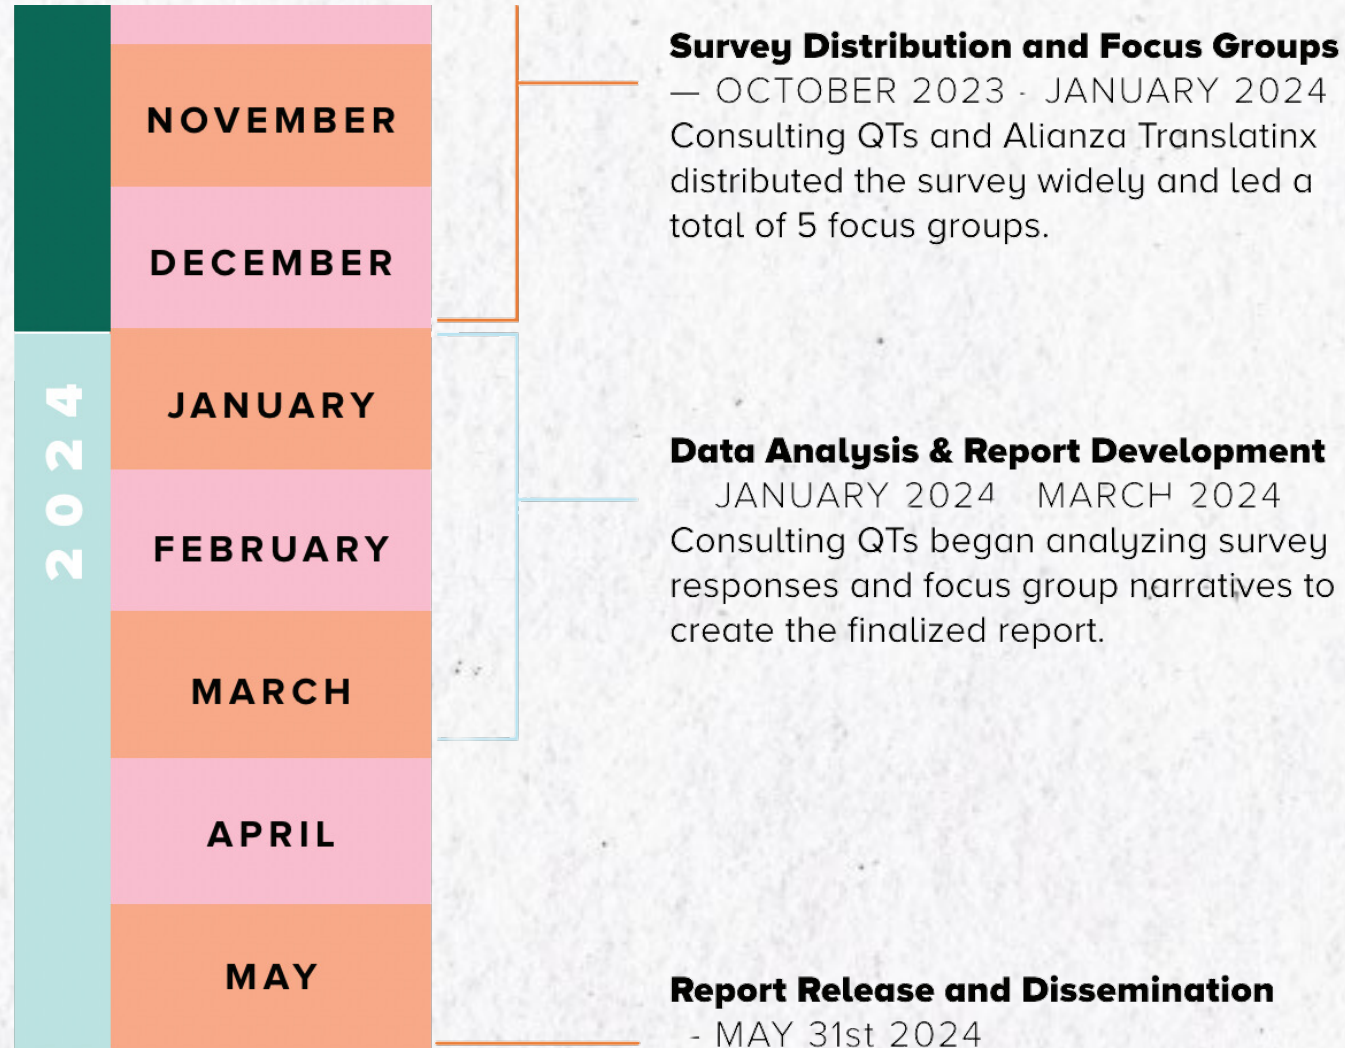 NOVEMBER
DECEMBER
2024
JANUARY
FEBRUARY
MARCH
APRIL
MAY
Survey Distribution and Focus Groups
— OCTOBER 2023 - JANUARY 2024
Consulting QTs and Alianza Translatinx
distributed the survey widely and led a
total of 5 focus groups.
Data Analysis & Report Development
JANUARY 2024 MARCH 2024
Consulting QTs began analyzing survey
responses and focus group narratives to
create the finalized report.
Report Release and Dissemination
- MAY 31st 2024